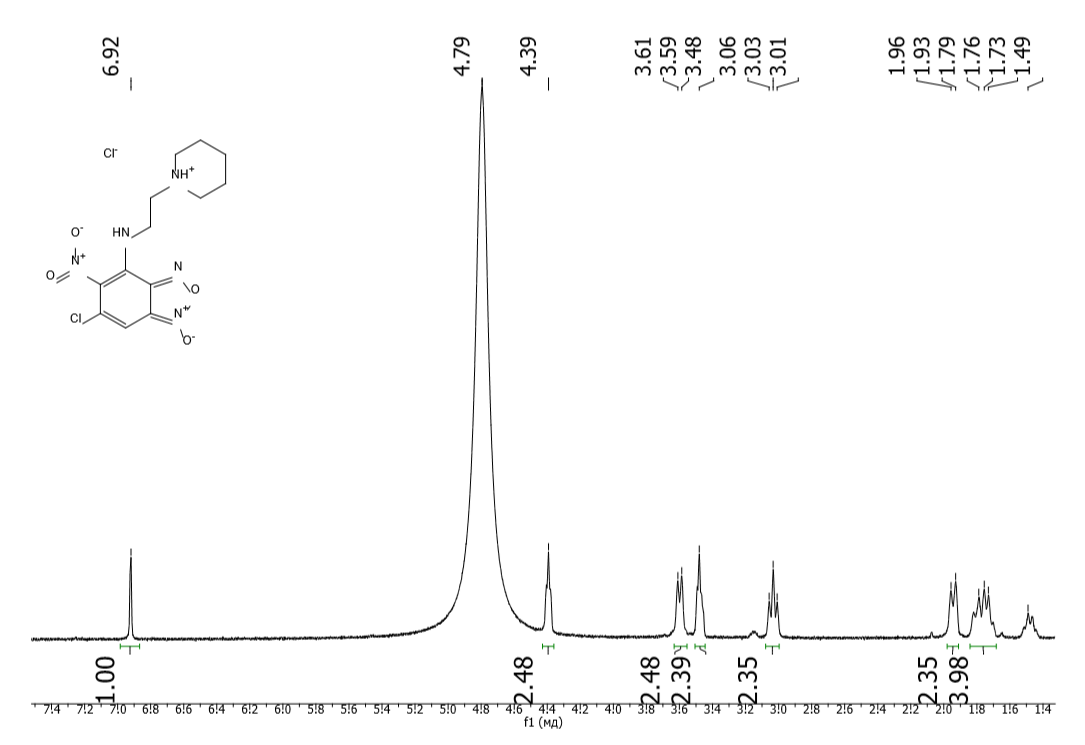 6.92
4.79
4.39
3.61
3.59
3.48
3.06
3.03
3.01
1.96
1.93
1.79
1.76
1.73
1.49
Cl⁻
NH⁺
O⁻
HN
N⁺
O
N
O
N⁺
Cl
O⁻
1.00
2.48
2.48
2.39
2.35
2.35
3.98
7.4 7.2 7.0 6.8 6.6 6.4 6.2 6.0 5.8 5.6 5.4 5.2 5.0 4.8 4.6 4.4 4.2 4.0 3.8 3.6 3.4 3.2 3.0 2.8 2.6 2.4 2.2 2.0 1.8 1.6 1.4
f1 (мд)